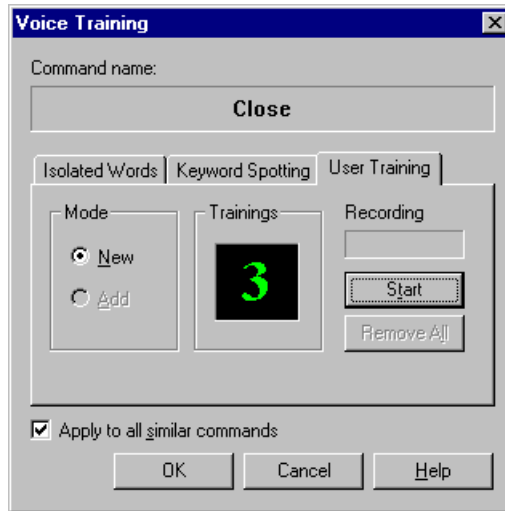 Voice Training
Command name:
Close
Isolated Words Keyword Spotting User Training
Mode Trainings Recording
New
3
Start
Add
Remove All
Apply to all similar commands
OK Cancel Help